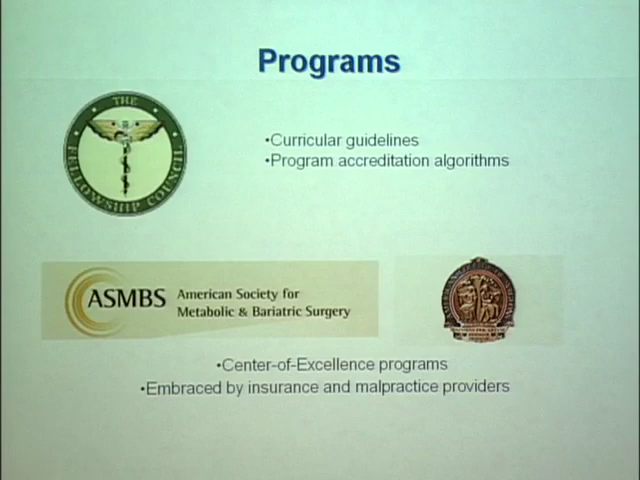 Programs
THE
FELLOWSHIP COUNCIL
•Curricular guidelines
•Program accreditation algorithms
ASMBS
American Society for
Metabolic & Bariatric Surgery
•Center-of-Excellence programs
•Embraced by insurance and malpractice providers